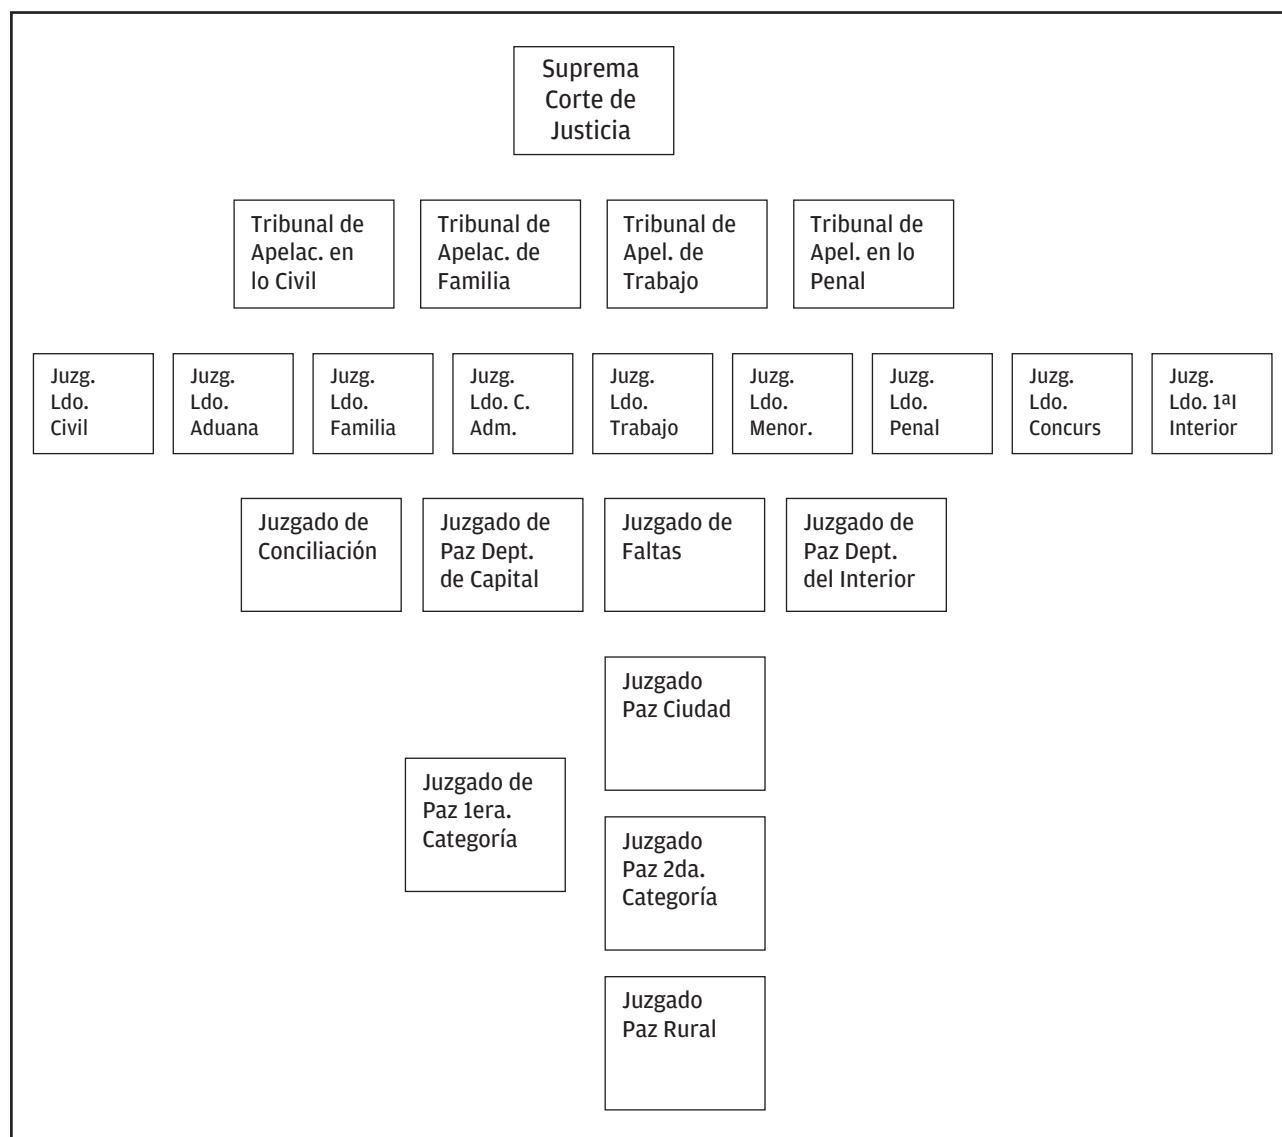 Suprema
Corte de
Justicia
Tribunal de
Apelac. en
lo Civil
Tribunal de
Apelac. de
Familia
Tribunal de
Apel. de
Trabajo
Tribunal de
Apel. en lo
Penal
Juzg.
Ldo.
Civil
Juzg.
Ldo.
Aduana
Juzg.
Ldo.
Familia
Juzg.
Ldo. C.
Adm.
Juzg.
Ldo.
Trabajo
Juzg.
Ldo.
Menor.
Juzg.
Ldo.
Penal
Juzg.
Ldo.
Concurs
Juzg.
Ldo. 1ªI
Interior
Juzgado de
Conciliación
Juzgado de
Paz Dept.
de Capital
Juzgado de
Faltas
Juzgado de
Paz Dept.
del Interior
Juzgado
Paz Ciudad
Juzgado de
Paz 1era.
Categoría
Juzgado
Paz 2da.
Categoría
Juzgado
Paz Rural